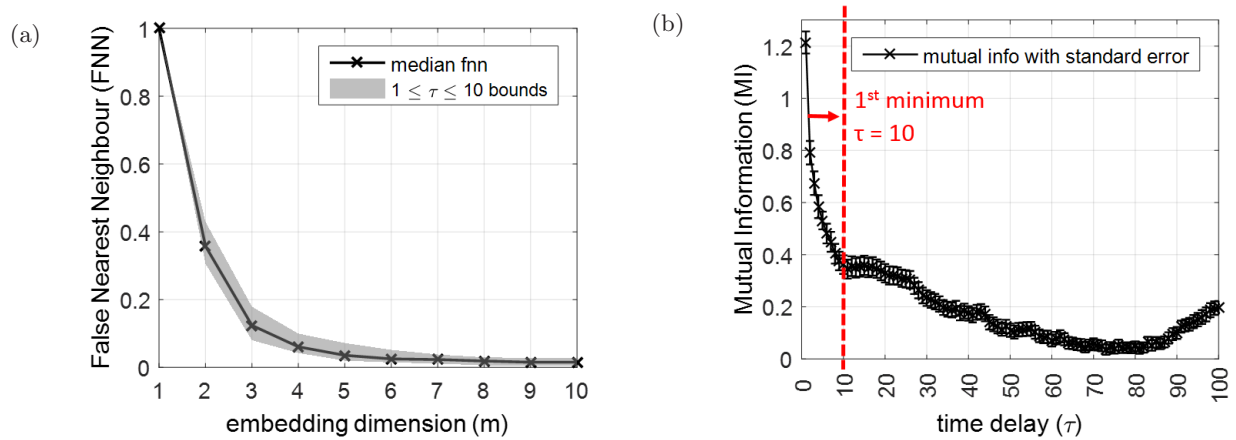 (a)
False Nearest Neighbour (FNN)
1
0.8
0.6
0.4
0.2
0
median fnn
1 ≤ τ ≤ 10 bounds
1 2 3 4 5 6 7 8 9 10
embedding dimension (m)
(b)
Mutual Information (MI)
1.2
1
0.8
0.6
0.4
0.2
0
mutual info with standard error
1st minimum
τ = 10
0 10 20 30 40 50 60 70 80 90 100
time delay (τ)